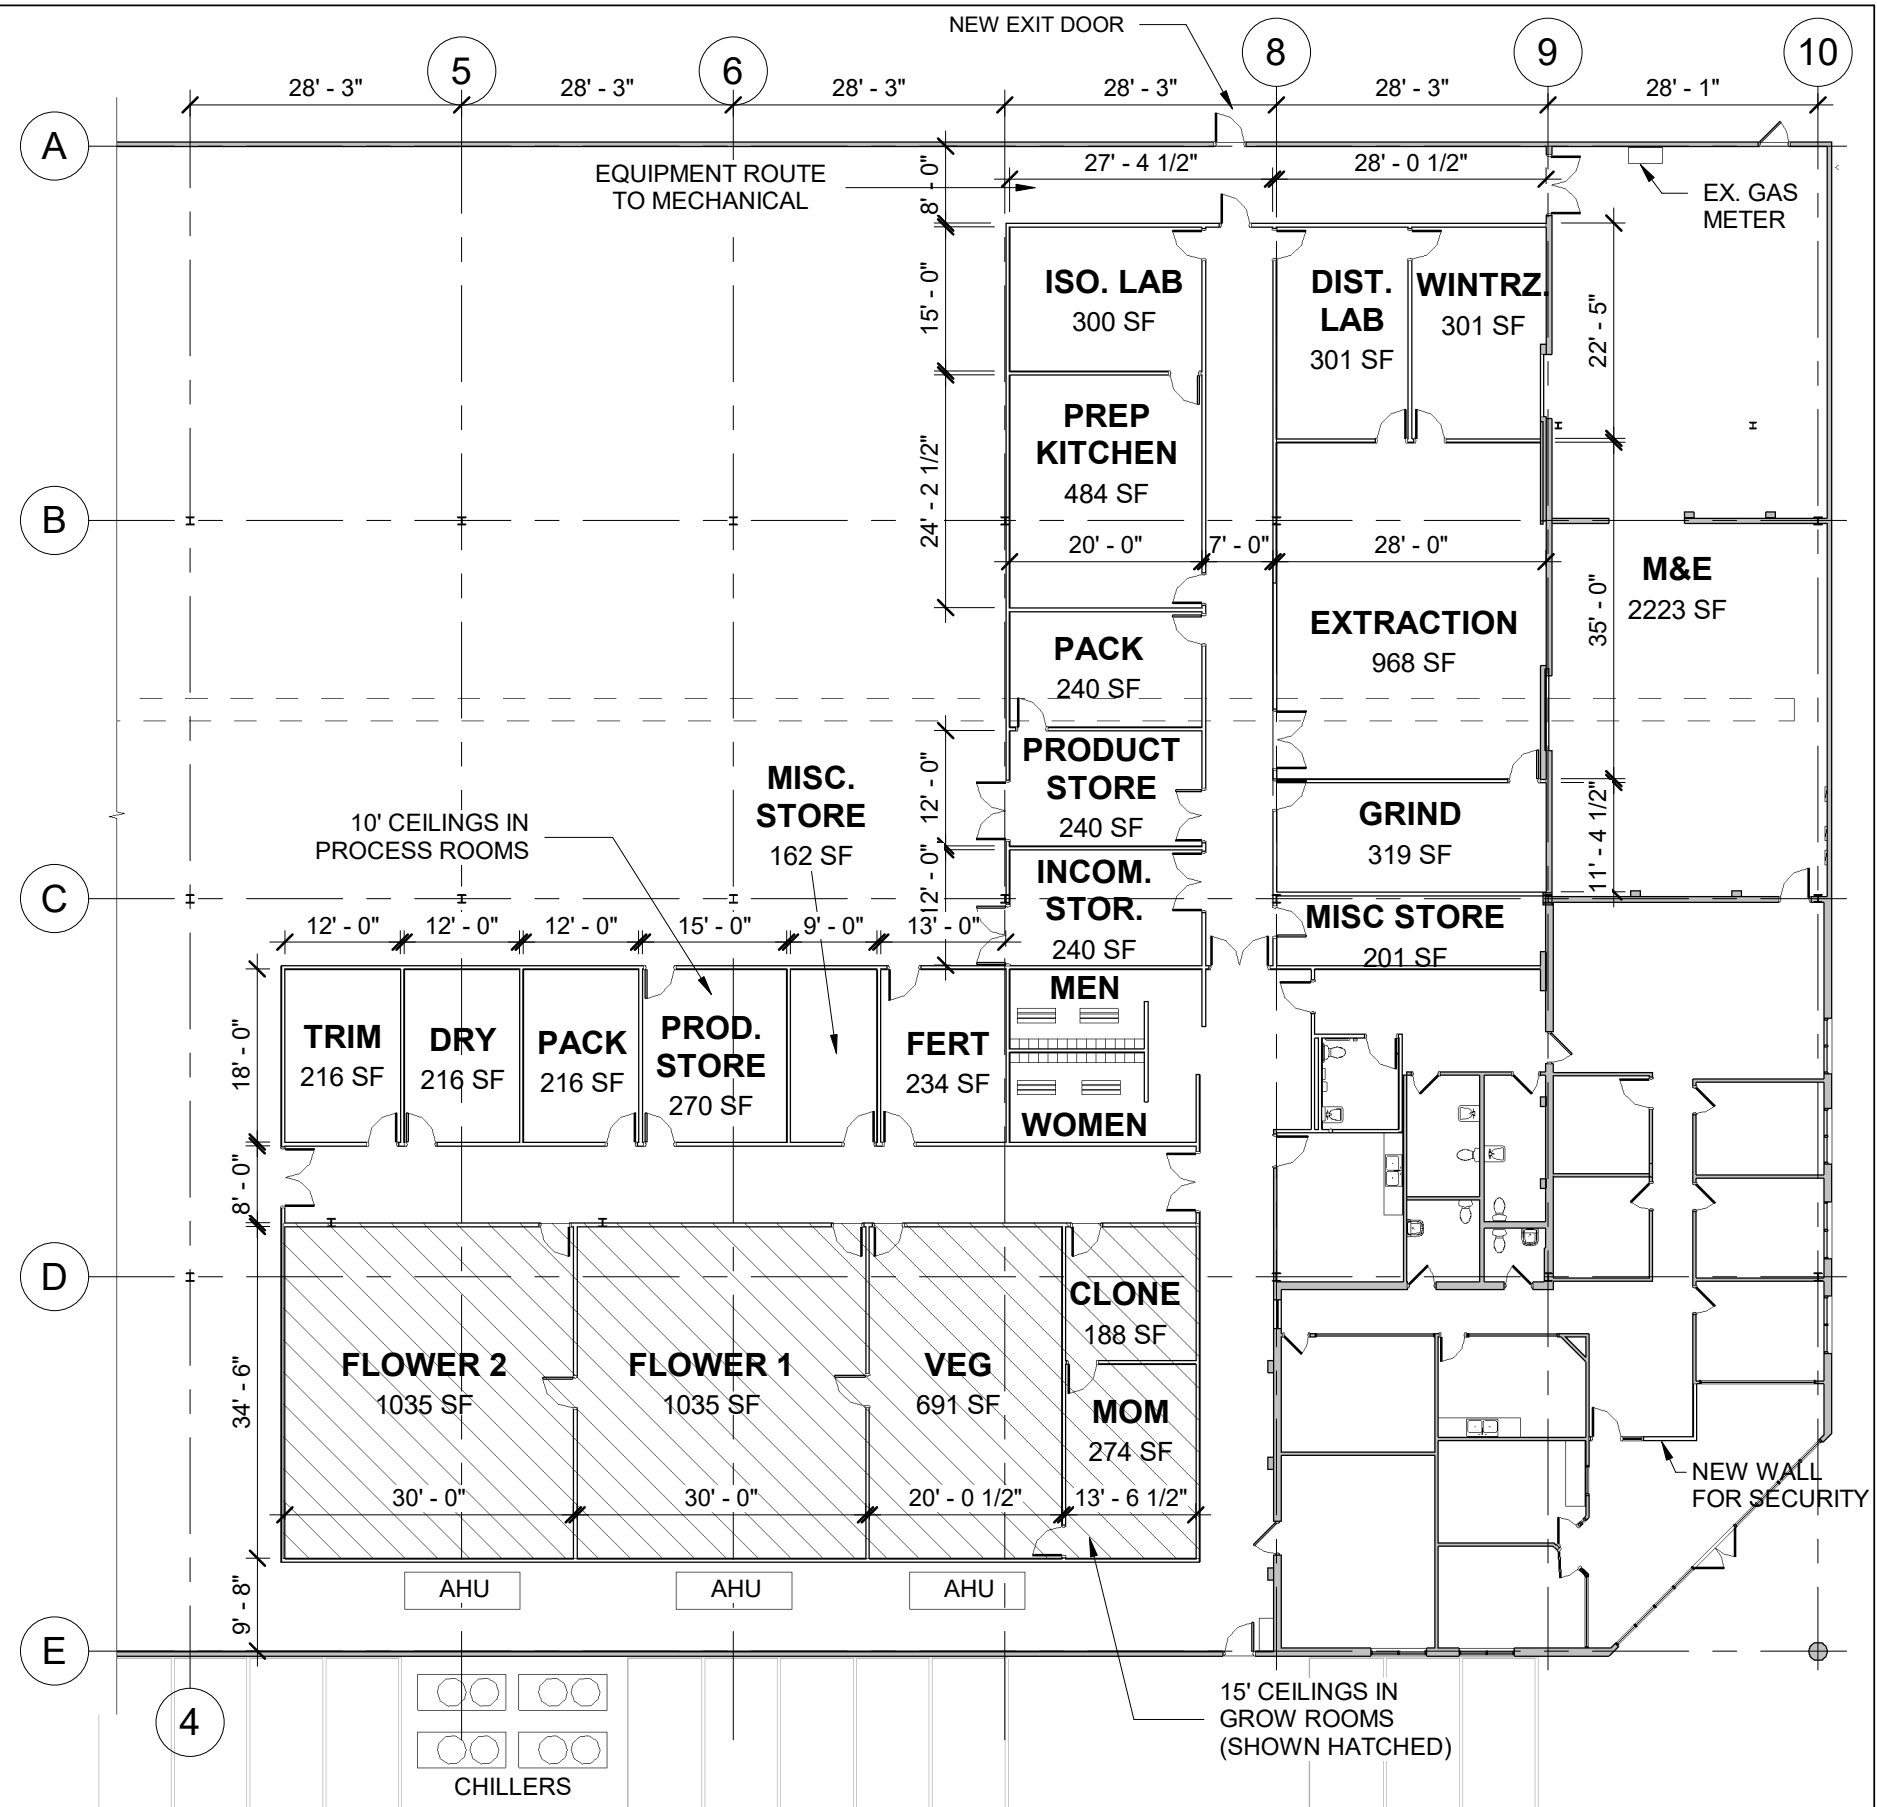 NEW EXIT DOOR
5
6
8
9
10
28' - 3"
28' - 3"
28' - 3"
28' - 3"
28' - 3"
28' - 1"
A
EQUIPMENT ROUTE
TO MECHANICAL
8' - 0"
27' - 4 1/2"
28' - 0 1/2"
EX. GAS
METER
ISO. LAB
300 SF
DIST.
LAB
301 SF
WINTRZ.
301 SF
15' - 0"
22' - 5"
PREP
KITCHEN
484 SF
24' - 2 1/2"
B
20' - 0"
7' - 0"
28' - 0"
M&E
2223 SF
EXTRACTION
968 SF
35' - 0"
PACK
240 SF
PRODUCT
STORE
240 SF
12' - 0"
MISC.
STORE
162 SF
10' CEILINGS IN
PROCESS ROOMS
GRIND
319 SF
11' - 4 1/2"
INCOM.
STOR.
240 SF
12' - 0"
C
MISC STORE
201 SF
12' - 0"
12' - 0"
12' - 0"
15' - 0"
9' - 0"
13' - 0"
MEN
WOMEN
TRIM
216 SF
DRY
216 SF
PACK
216 SF
PROD.
STORE
270 SF
FERT
234 SF
18' - 0"
8' - 0"
D
CLONE
188 SF
FLOWER 2
1035 SF
FLOWER 1
1035 SF
VEG
691 SF
MOM
274 SF
34' - 6"
30' - 0"
30' - 0"
20' - 0 1/2"
13' - 6 1/2"
NEW WALL
FOR SECURITY
9' - 8"
AHU
AHU
AHU
E
4
CHILLERS
15' CEILINGS IN
GROW ROOMS
(SHOWN HATCHED)